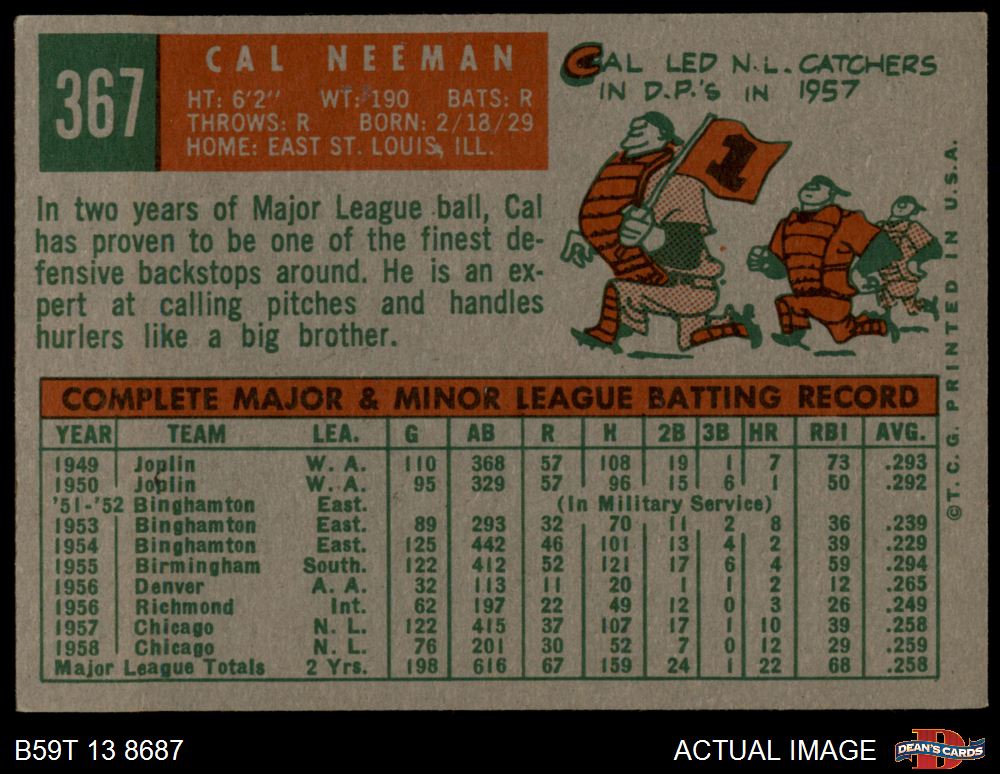 367
CAL NEEMAN
HT: 6'2" WT: 190 BATS: R
THROWS: R BORN: 2/18/29
HOME: EAST ST. LOUIS, ILL.
CAL LED N.L. CATCHERS
IN D.P.'S IN 1957
1
In two years of Major League ball, Cal
has proven to be one of the finest de-
fensive backstops around. He is an ex-
pert at calling pitches and handles
hurlers like a big brother.
COMPLETE MAJOR & MINOR LEAGUE BATTING RECORD
YEAR TEAM LEA. G AB R H 2B 3B HR RBI AVG.
1949 Joplin W. A. 110 368 57 108 19 1 7 73 .293
1950 Joplin W. A. 95 329 57 96 15 6 1 50 .292
'51-'52 Binghamton East. (In Military Service)
1953 Binghamton East. 89 293 32 70 11 2 8 36 .239
1954 Binghamton East. 125 442 46 101 13 4 2 39 .229
1955 Birmingham South. 122 412 52 121 17 6 4 59 .294
1956 Denver A. A. 32 113 11 20 1 1 2 12 .265
1956 Richmond Int. 62 197 22 49 12 0 3 26 .249
1957 Chicago N. L. 122 415 37 107 17 1 10 39 .258
1958 Chicago N. L. 76 201 30 52 7 0 12 29 .259
Major League Totals 2 Yrs. 198 616 67 159 24 1 22 68 .258
©T. C. G. PRINTED IN U.S.A.
B59T 13 8687
ACTUAL IMAGE
D
DEAN'S CARDS